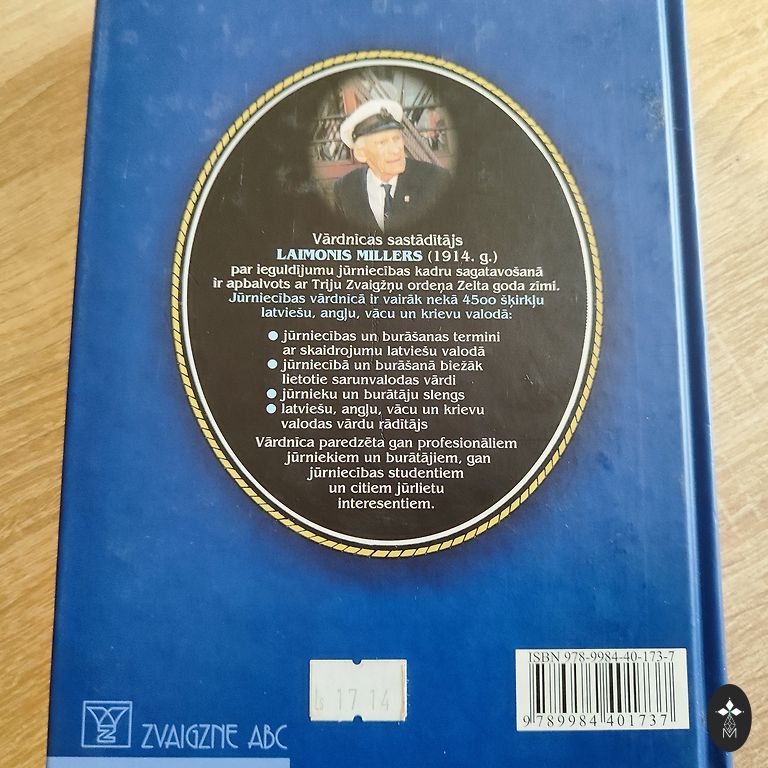 Vārdnīcas sastādītājs
LAIMONIS MILLERS (1914. g.)
par ieguldījumu jūrniecības kadru sagatavošanā
ir apbalvots ar Triju Zvaigžņu ordeņa Zelta goda zīmi.
Jūrniecības vārdnīcā ir vairāk nekā 4500 šķirkļu
latviešu, angļu, vācu un krievu valodā:
● jūrniecības un burāšanas termini
ar skaidrojumu latviešu valodā
● jūrniecībā un burāšanā biežāk
lietotie sarunvalodas vārdi
● jūrnieku un burātāju slengs
● latviešu, angļu, vācu un krievu
valodas vārdu rādītājs
Vārdnīca paredzēta gan profesionāliem
jūrniekiem un burātājiem, gan
jūrniecības studentiem
un citiem jūrlietu
interesentiem.
ISBN 978-9984-40-173-7
9789984401737
17 14
ZVAIGZNE ABC